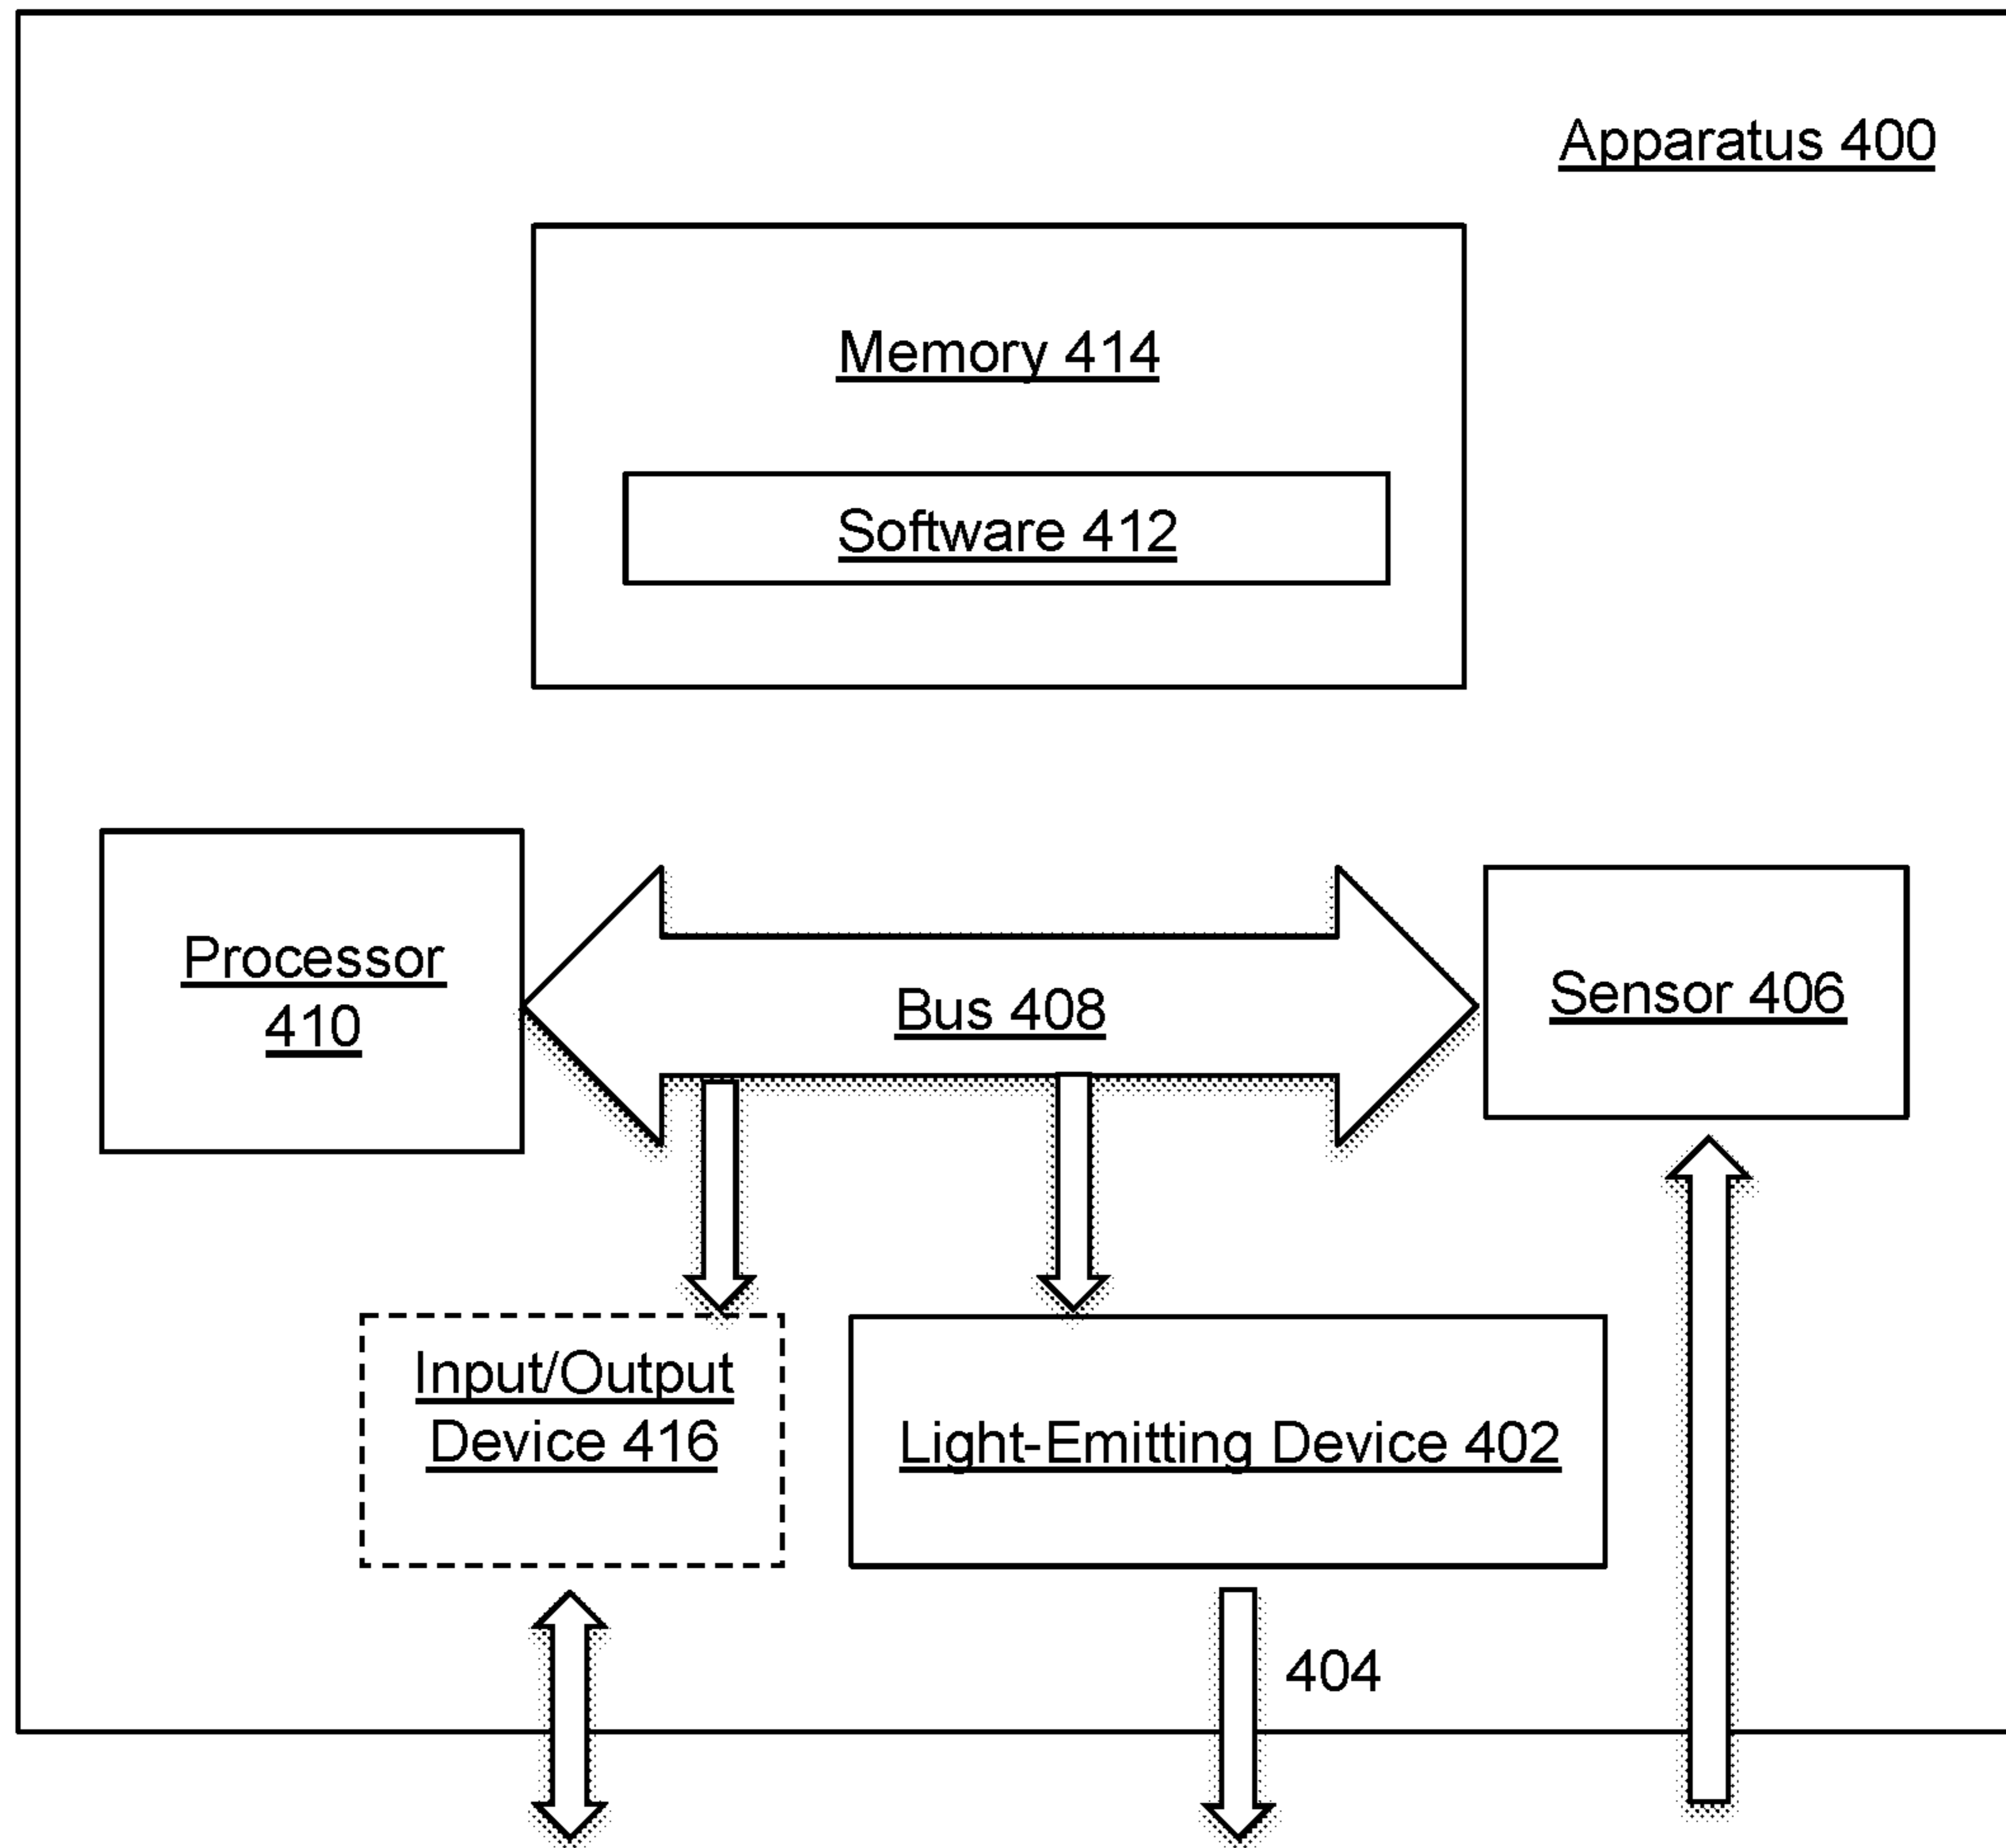 Apparatus 400
Memory 414
Software 412
Processor
410
Bus 408
Sensor 406
Input/Output
Device 416
Light-Emitting Device 402
404